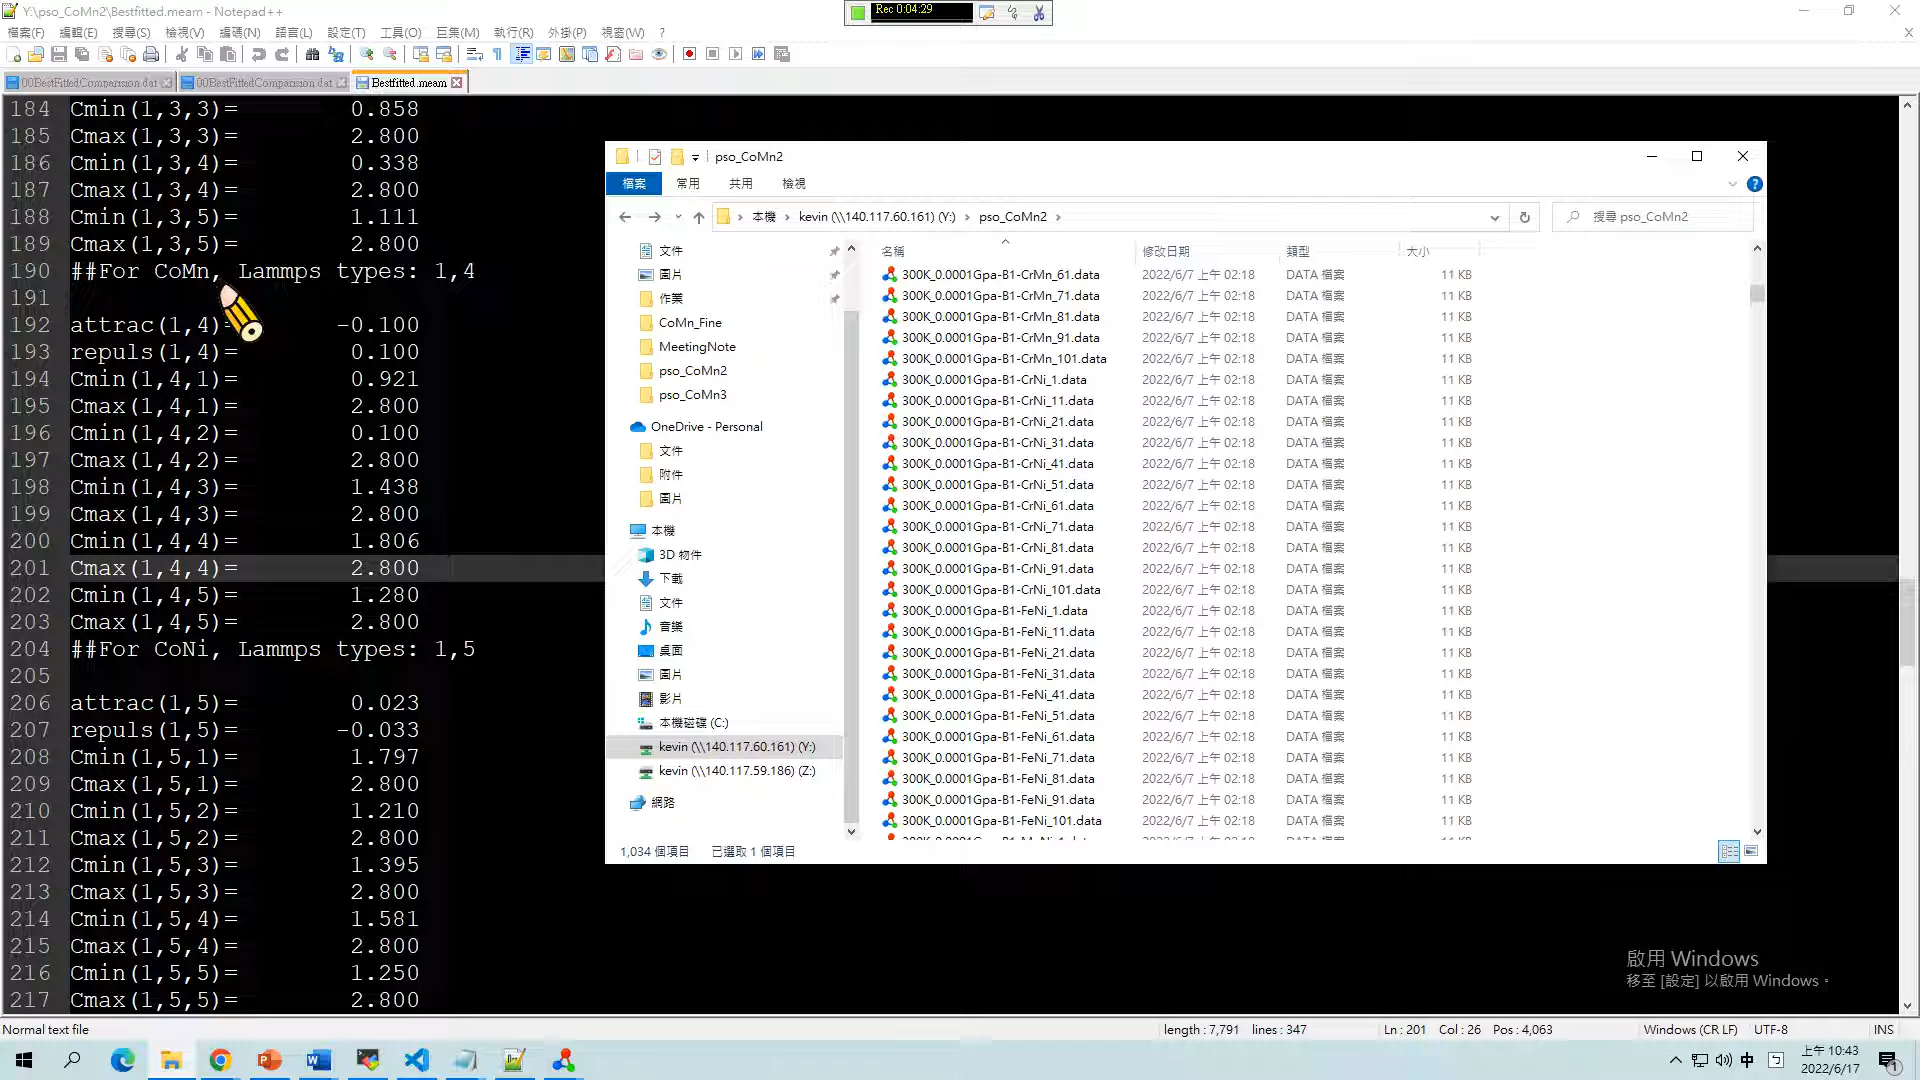 Y:\pso_CoMn2\Bestfitted.meam - Notepad++
Rec 0:04:29
檔案(F) 編輯(E) 搜尋(S) 檢視(V) 編碼(N) 語言(L) 設定(T) 工具(O) 巨集(M) 執行(R) 外掛(P) 視窗(W) ?
00BestFittedComparision.dat 00BestFittedComparision.dat Bestfitted.meam
184 Cmin(1,3,3)= 0.858
185 Cmax(1,3,3)= 2.800
186 Cmin(1,3,4)= 0.338
187 Cmax(1,3,4)= 2.800
188 Cmin(1,3,5)= 1.111
189 Cmax(1,3,5)= 2.800
190 ##For CoMn, Lammps types: 1,4
191
192 attrac(1,4)= -0.100
193 repuls(1,4)= 0.100
194 Cmin(1,4,1)= 0.921
195 Cmax(1,4,1)= 2.800
196 Cmin(1,4,2)= 0.100
197 Cmax(1,4,2)= 2.800
198 Cmin(1,4,3)= 1.438
199 Cmax(1,4,3)= 2.800
200 Cmin(1,4,4)= 1.806
201 Cmax(1,4,4)= 2.800
202 Cmin(1,4,5)= 1.280
203 Cmax(1,4,5)= 2.800
204 ##For CoNi, Lammps types: 1,5
205
206 attrac(1,5)= 0.023
207 repuls(1,5)= -0.033
208 Cmin(1,5,1)= 1.797
209 Cmax(1,5,1)= 2.800
210 Cmin(1,5,2)= 1.210
211 Cmax(1,5,2)= 2.800
212 Cmin(1,5,3)= 1.395
213 Cmax(1,5,3)= 2.800
214 Cmin(1,5,4)= 1.581
215 Cmax(1,5,4)= 2.800
216 Cmin(1,5,5)= 1.250
217 Cmax(1,5,5)= 2.800
pso_CoMn2
檔案 常用 共用 檢視
本機 kevin (\\140.117.60.161) (Y:) pso_CoMn2
搜尋 pso_CoMn2
文件
圖片
作業
CoMn_Fine
MeetingNote
pso_CoMn2
pso_CoMn3
OneDrive - Personal
文件
附件
圖片
本機
3D 物件
下載
文件
音樂
桌面
圖片
影片
本機磁碟 (C:)
kevin (\\140.117.60.161) (Y:)
kevin (\\140.117.59.186) (Z:)
網路
名稱 修改日期 類型 大小
300K_0.0001Gpa-B1-CrMn_61.data 2022/6/7 上午 02:18 DATA 檔案 11 KB
300K_0.0001Gpa-B1-CrMn_71.data 2022/6/7 上午 02:18 DATA 檔案 11 KB
300K_0.0001Gpa-B1-CrMn_81.data 2022/6/7 上午 02:18 DATA 檔案 11 KB
300K_0.0001Gpa-B1-CrMn_91.data 2022/6/7 上午 02:18 DATA 檔案 11 KB
300K_0.0001Gpa-B1-CrMn_101.data 2022/6/7 上午 02:18 DATA 檔案 11 KB
300K_0.0001Gpa-B1-CrNi_1.data 2022/6/7 上午 02:18 DATA 檔案 11 KB
300K_0.0001Gpa-B1-CrNi_11.data 2022/6/7 上午 02:18 DATA 檔案 11 KB
300K_0.0001Gpa-B1-CrNi_21.data 2022/6/7 上午 02:18 DATA 檔案 11 KB
300K_0.0001Gpa-B1-CrNi_31.data 2022/6/7 上午 02:18 DATA 檔案 11 KB
300K_0.0001Gpa-B1-CrNi_41.data 2022/6/7 上午 02:18 DATA 檔案 11 KB
300K_0.0001Gpa-B1-CrNi_51.data 2022/6/7 上午 02:18 DATA 檔案 11 KB
300K_0.0001Gpa-B1-CrNi_61.data 2022/6/7 上午 02:18 DATA 檔案 11 KB
300K_0.0001Gpa-B1-CrNi_71.data 2022/6/7 上午 02:18 DATA 檔案 11 KB
300K_0.0001Gpa-B1-CrNi_81.data 2022/6/7 上午 02:18 DATA 檔案 11 KB
300K_0.0001Gpa-B1-CrNi_91.data 2022/6/7 上午 02:18 DATA 檔案 11 KB
300K_0.0001Gpa-B1-CrNi_101.data 2022/6/7 上午 02:18 DATA 檔案 11 KB
300K_0.0001Gpa-B1-FeNi_1.data 2022/6/7 上午 02:18 DATA 檔案 11 KB
300K_0.0001Gpa-B1-FeNi_11.data 2022/6/7 上午 02:18 DATA 檔案 11 KB
300K_0.0001Gpa-B1-FeNi_21.data 2022/6/7 上午 02:18 DATA 檔案 11 KB
300K_0.0001Gpa-B1-FeNi_31.data 2022/6/7 上午 02:18 DATA 檔案 11 KB
300K_0.0001Gpa-B1-FeNi_41.data 2022/6/7 上午 02:18 DATA 檔案 11 KB
300K_0.0001Gpa-B1-FeNi_51.data 2022/6/7 上午 02:18 DATA 檔案 11 KB
300K_0.0001Gpa-B1-FeNi_61.data 2022/6/7 上午 02:18 DATA 檔案 11 KB
300K_0.0001Gpa-B1-FeNi_71.data 2022/6/7 上午 02:18 DATA 檔案 11 KB
300K_0.0001Gpa-B1-FeNi_81.data 2022/6/7 上午 02:18 DATA 檔案 11 KB
300K_0.0001Gpa-B1-FeNi_91.data 2022/6/7 上午 02:18 DATA 檔案 11 KB
300K_0.0001Gpa-B1-FeNi_101.data 2022/6/7 上午 02:18 DATA 檔案 11 KB
1,034 個項目 已選取 1 個項目
啟用 Windows
移至 [設定] 以啟用 Windows。
Normal text file length : 7,791 lines : 347 Ln : 201 Col : 26 Pos : 4,063 Windows (CR LF) UTF-8 INS
中 上午 10:43
2022/6/17